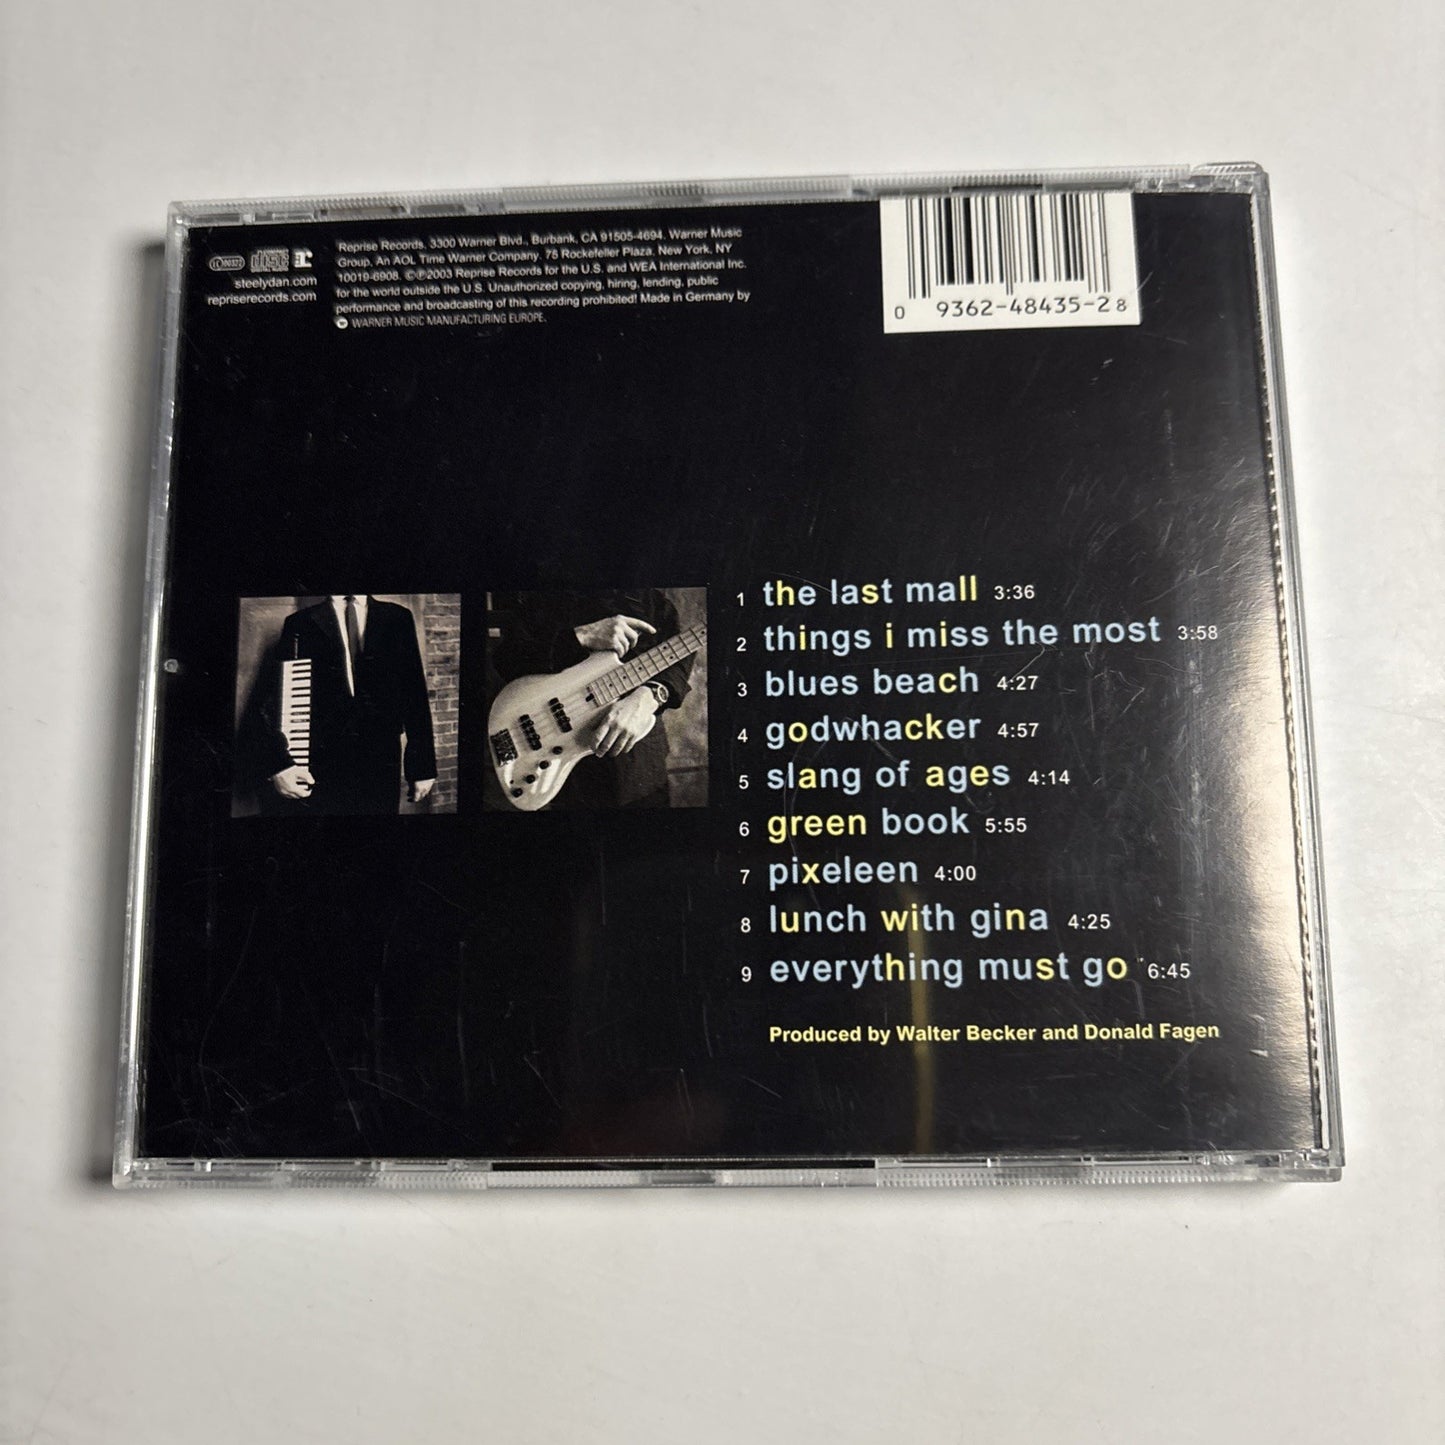 LC 00322
disc
steelydan.com
repriserecords.com
Reprise Records, 3300 Warner Blvd., Burbank, CA 91505-4694. Warner Music
Group, An AOL Time Warner Company. 75 Rockefeller Plaza, New York, NY
10019-6908. ©℗2003 Reprise Records for the U.S. and WEA International Inc.
for the world outside the U.S. Unauthorized copying, hiring, lending, public
performance and broadcasting of this recording prohibited! Made in Germany by
WARNER MUSIC MANUFACTURING EUROPE.
0 9362-48435-2 8
1 the last mall 3:36
2 things i miss the most 3:58
3 blues beach 4:27
4 godwhacker 4:57
5 slang of ages 4:14
6 green book 5:55
7 pixeleen 4:00
8 lunch with gina 4:25
9 everything must go 6:45
Produced by Walter Becker and Donald Fagen